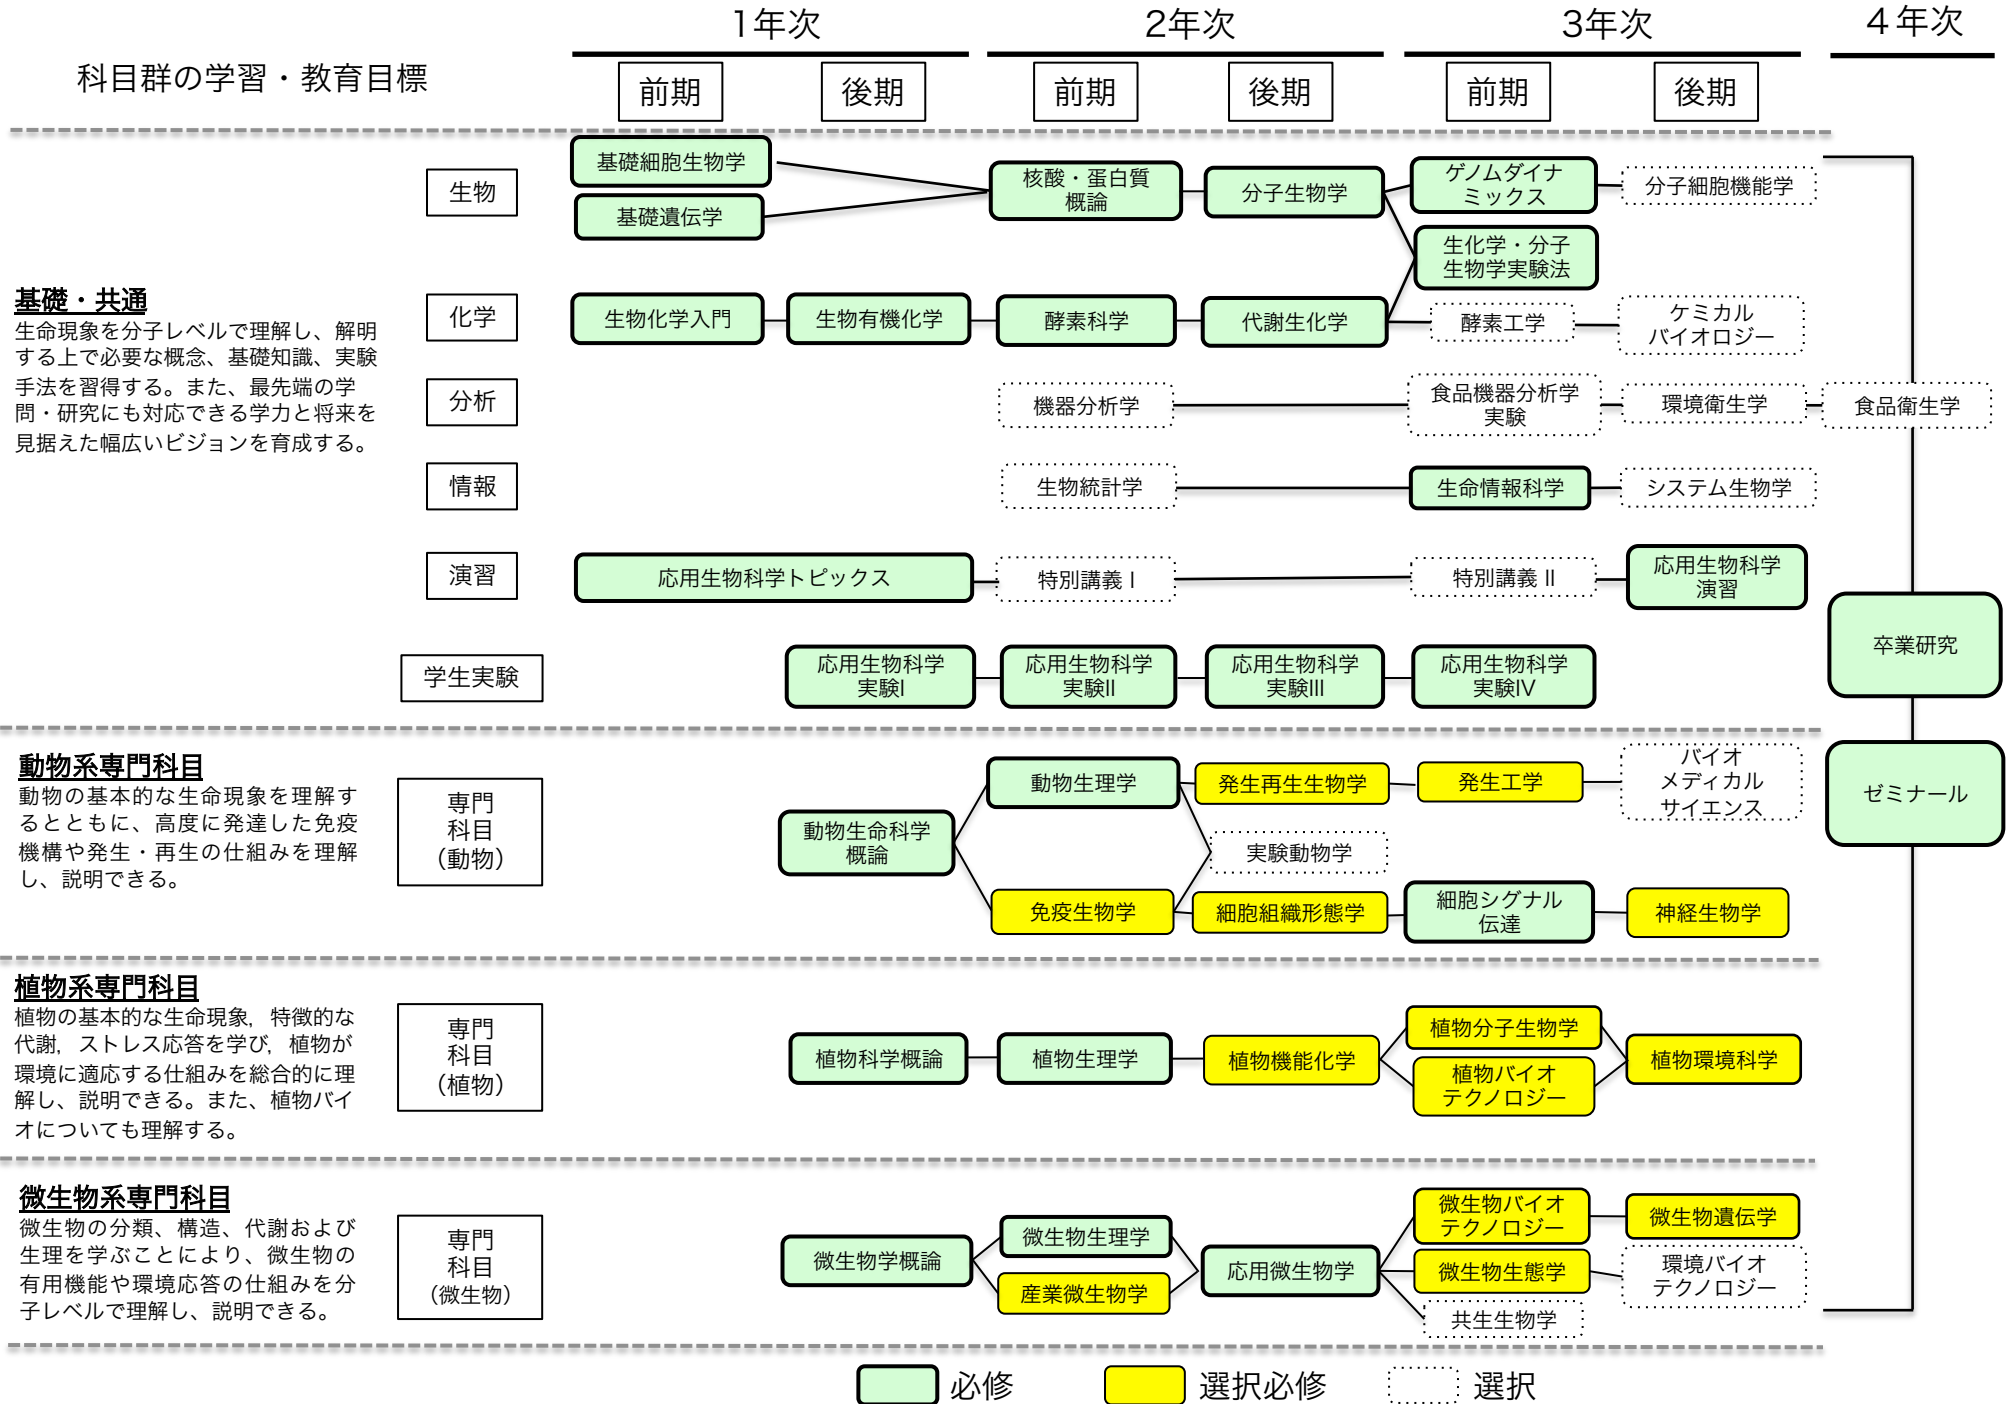 1年次
2年次
3年次
４年次
科目群の学習・教育目標
前期
後期
前期
後期
前期
後期
基礎・共通
生命現象を分子レベルで理解し、解明
する上で必要な概念、基礎知識、実験
手法を習得する。また、最先端の学
問・研究にも対応できる学力と将来を
見据えた幅広いビジョンを育成する。
生物
基礎細胞生物学
基礎遺伝学
核酸・蛋白質
概論
分子生物学
ゲノムダイナ
ミックス
分子細胞機能学
生化学・分子
生物学実験法
化学
生物化学入門
生物有機化学
酵素科学
代謝生化学
酵素工学
ケミカル
バイオロジー
分析
機器分析学
食品機器分析学
実験
環境衛生学
食品衛生学
情報
生物統計学
生命情報科学
システム生物学
演習
応用生物科学トピックス
特別講義 I
特別講義 II
応用生物科学
演習
学生実験
応用生物科学
実験I
応用生物科学
実験II
応用生物科学
実験III
応用生物科学
実験IV
卒業研究
ゼミナール
動物系専門科目
動物の基本的な生命現象を理解す
るとともに、高度に発達した免疫
機構や発生・再生の仕組みを理解
し、説明できる。
専門
科目
（動物）
動物生命科学
概論
動物生理学
発生再生生物学
発生工学
バイオ
メディカル
サイエンス
実験動物学
免疫生物学
細胞組織形態学
細胞シグナル
伝達
神経生物学
植物系専門科目
植物の基本的な生命現象，特徴的な
代謝，ストレス応答を学び，植物が
環境に適応する仕組みを総合的に理
解し、説明できる。また、植物バイ
オについても理解する。
専門
科目
（植物）
植物科学概論
植物生理学
植物機能化学
植物分子生物学
植物バイオ
テクノロジー
植物環境科学
微生物系専門科目
微生物の分類、構造、代謝および
生理を学ぶことにより、微生物の
有用機能や環境応答の仕組みを分
子レベルで理解し、説明できる。
専門
科目
（微生物）
微生物学概論
微生物生理学
産業微生物学
応用微生物学
微生物バイオ
テクノロジー
微生物遺伝学
微生物生態学
環境バイオ
テクノロジー
共生生物学
必修
選択必修
選択